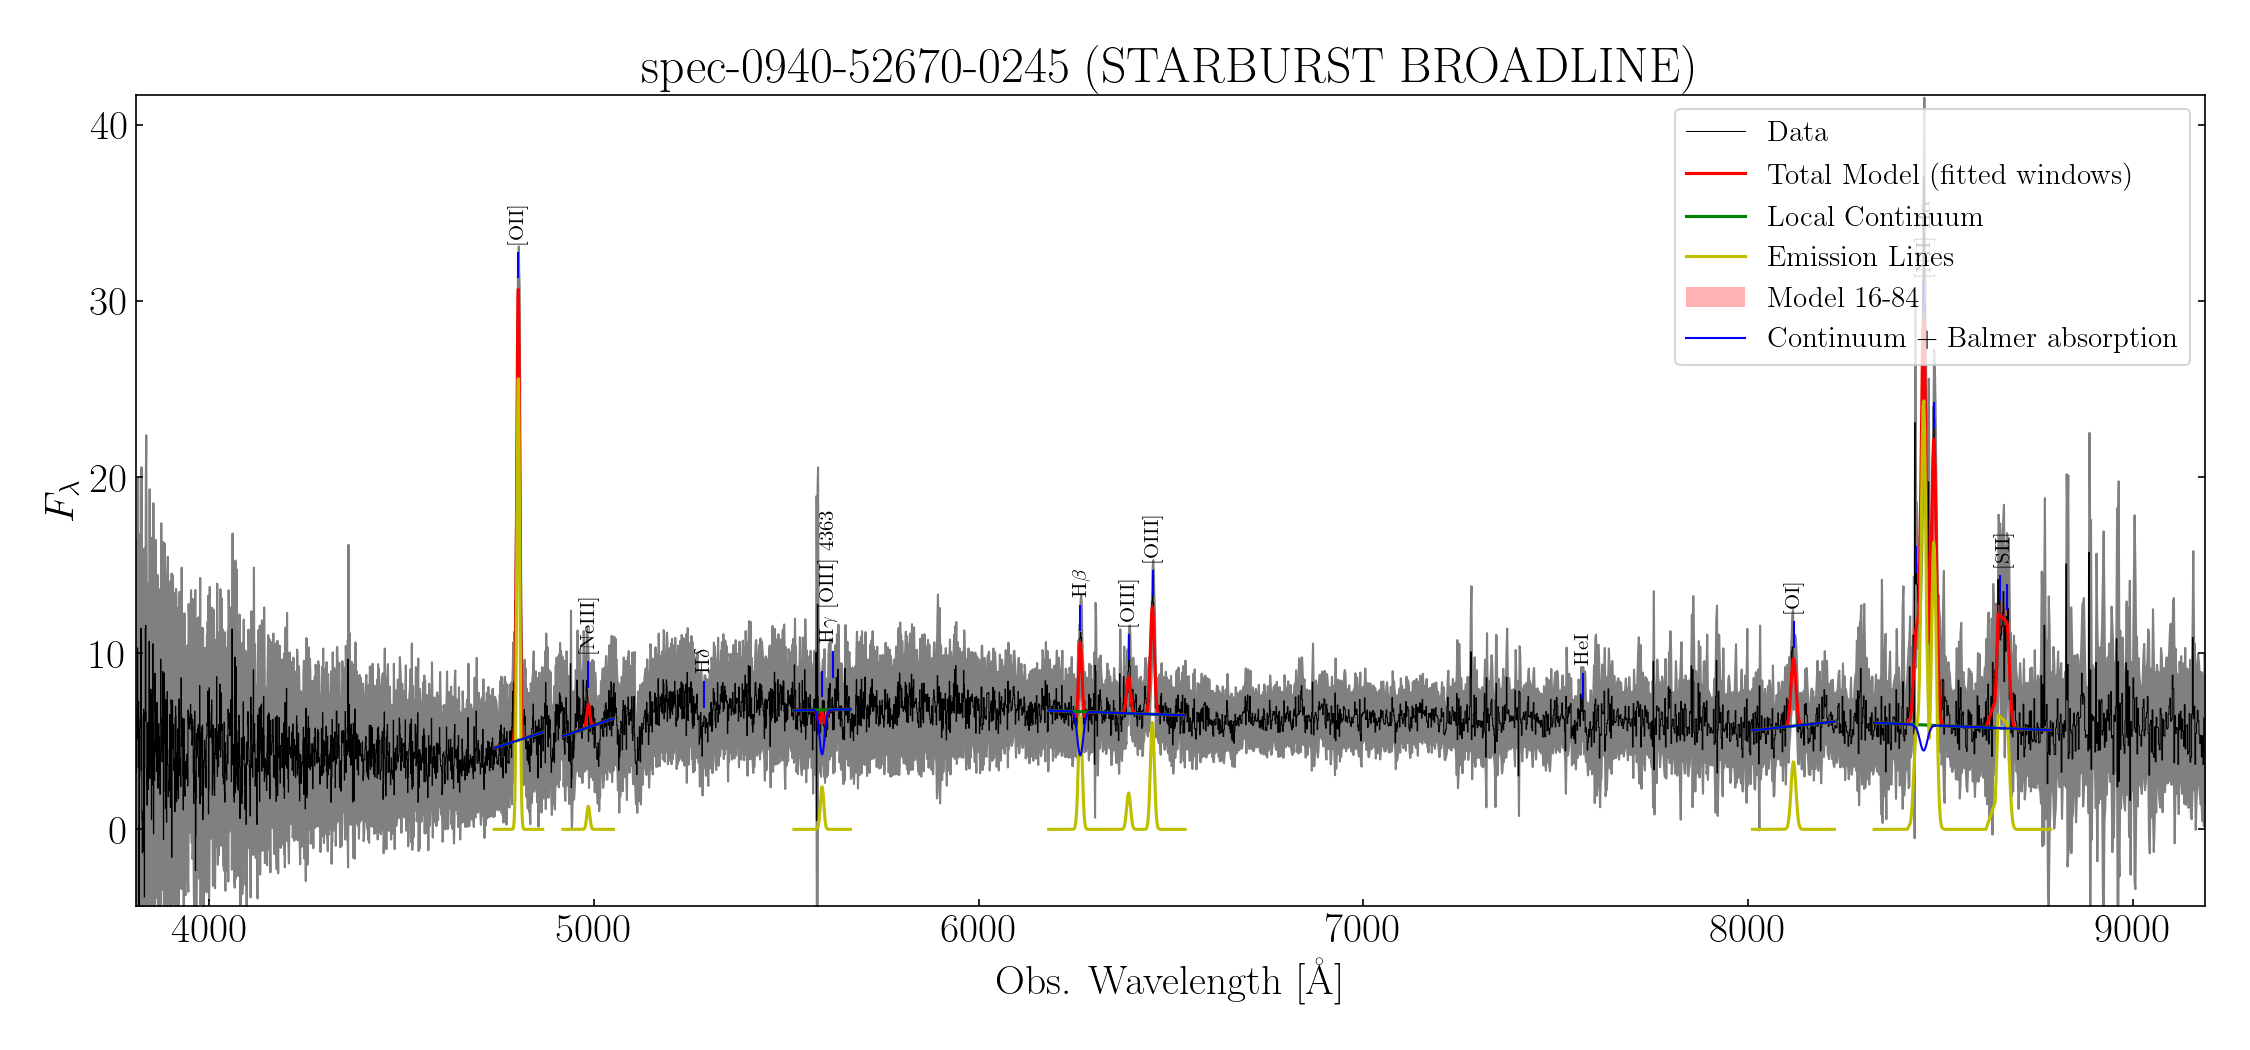 spec-0940-52670-0245 (STARBURST BROADLINE)
Data
Total Model (fitted windows)
Local Continuum
Emission Lines
Model 16-84
Continuum + Balmer absorption
40
30
20
10
0
Fλ
[OII]
[NeIII]
Hδ
Hγ
[OIII] 4363
Hβ
[OIII]
[OIII]
HeI
[OI]
[SII]
4000
5000
6000
7000
8000
9000
Obs. Wavelength [Å]